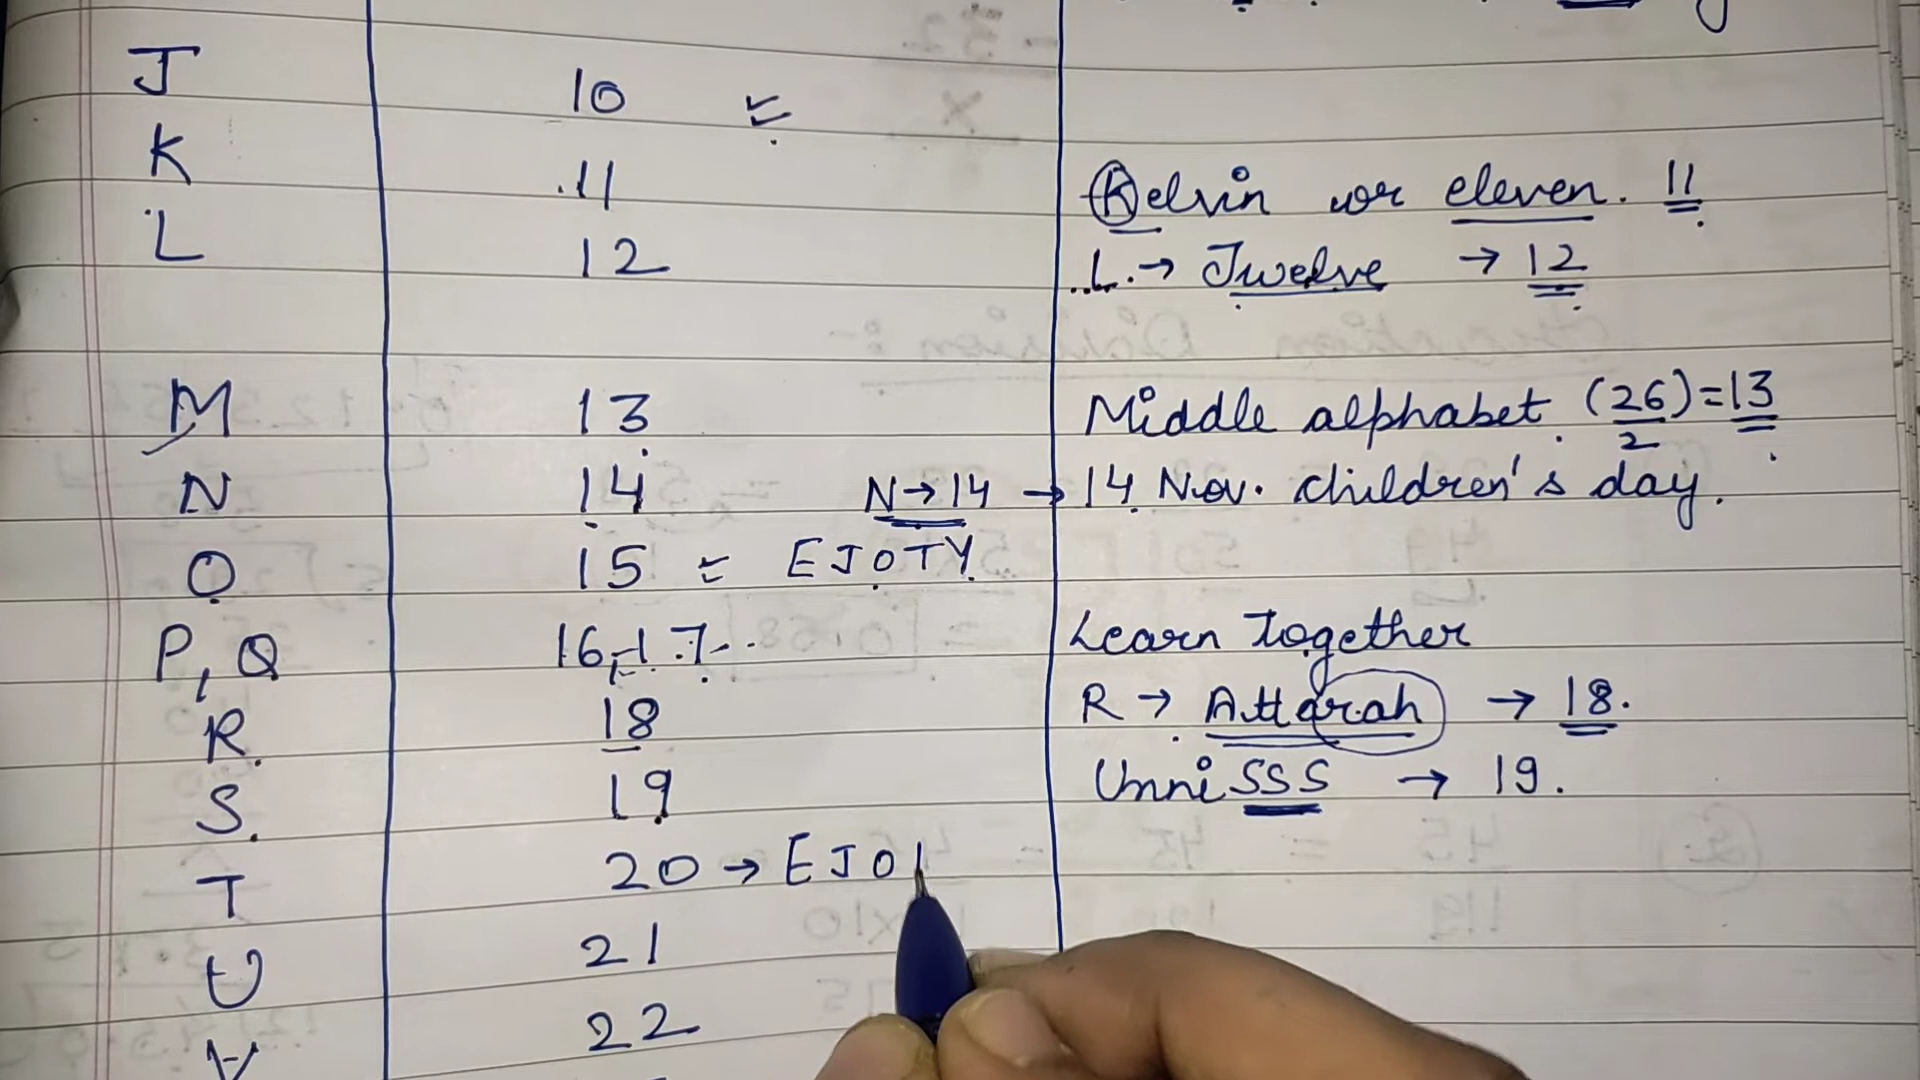 J 10 =
K 11 Kelvin or eleven. 11
L 12 L → Twelve → 12
M 13 Middle alphabet (26/2) = 13
N 14 N → 14 → 14 Nov. children's day.
O 15 = EJOTY
P, Q 16, 17 Learn together
R 18 R → Attarah → 18.
S 19 UnniSSS → 19.
T 20 → EJO
U 21
V 22